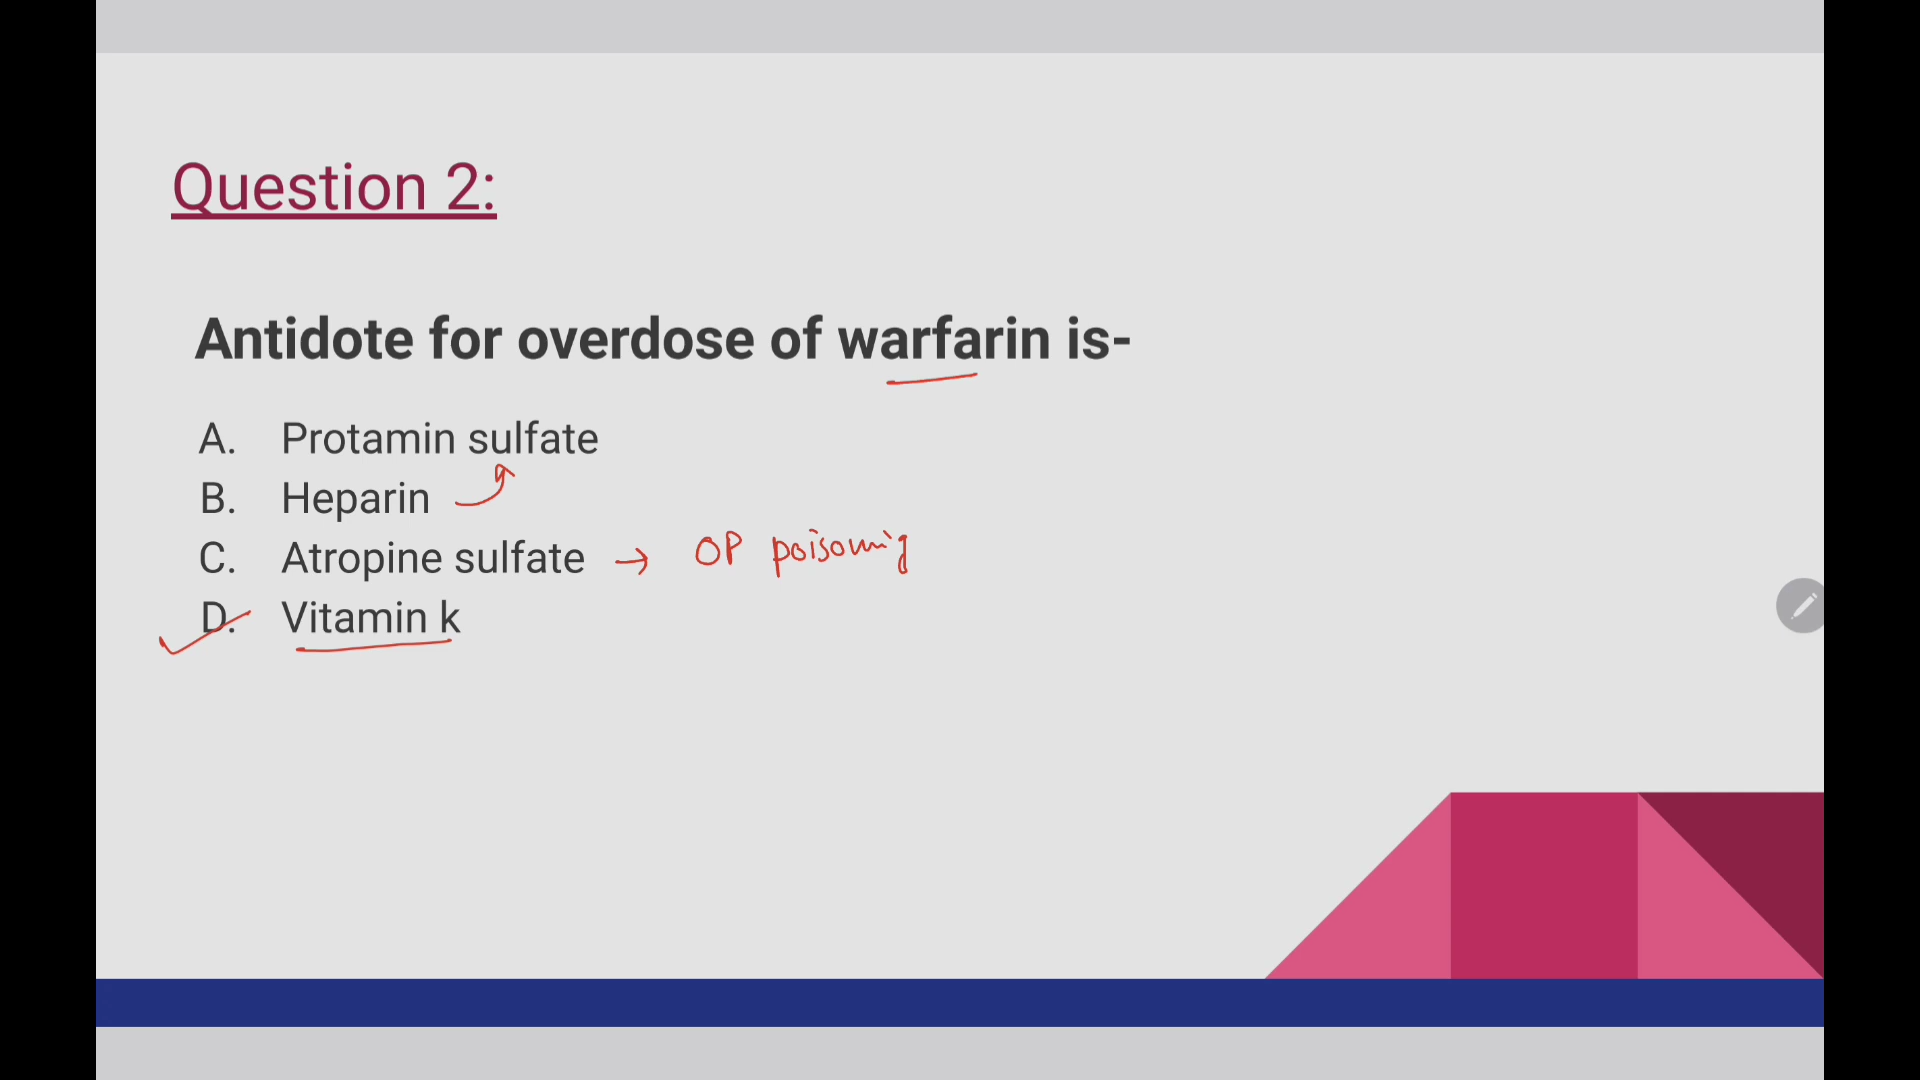 Question 2:
Antidote for overdose of warfarin is-
A. Protamin sulfate
B. Heparin
C. Atropine sulfate → OP poisoning
D. Vitamin k